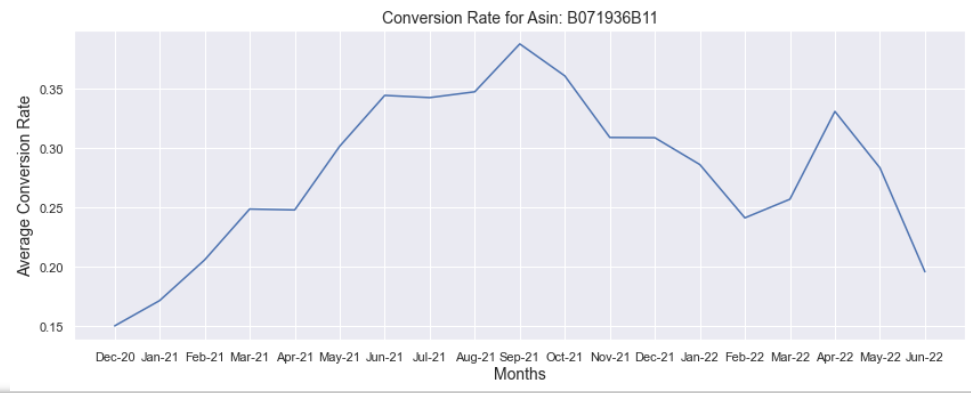 Conversion Rate for Asin: B071936B11
Average Conversion Rate
0.35
0.30
0.25
0.20
0.15
Dec-20 Jan-21 Feb-21 Mar-21 Apr-21 May-21 Jun-21 Jul-21 Aug-21 Sep-21 Oct-21 Nov-21 Dec-21 Jan-22 Feb-22 Mar-22 Apr-22 May-22 Jun-22
Months